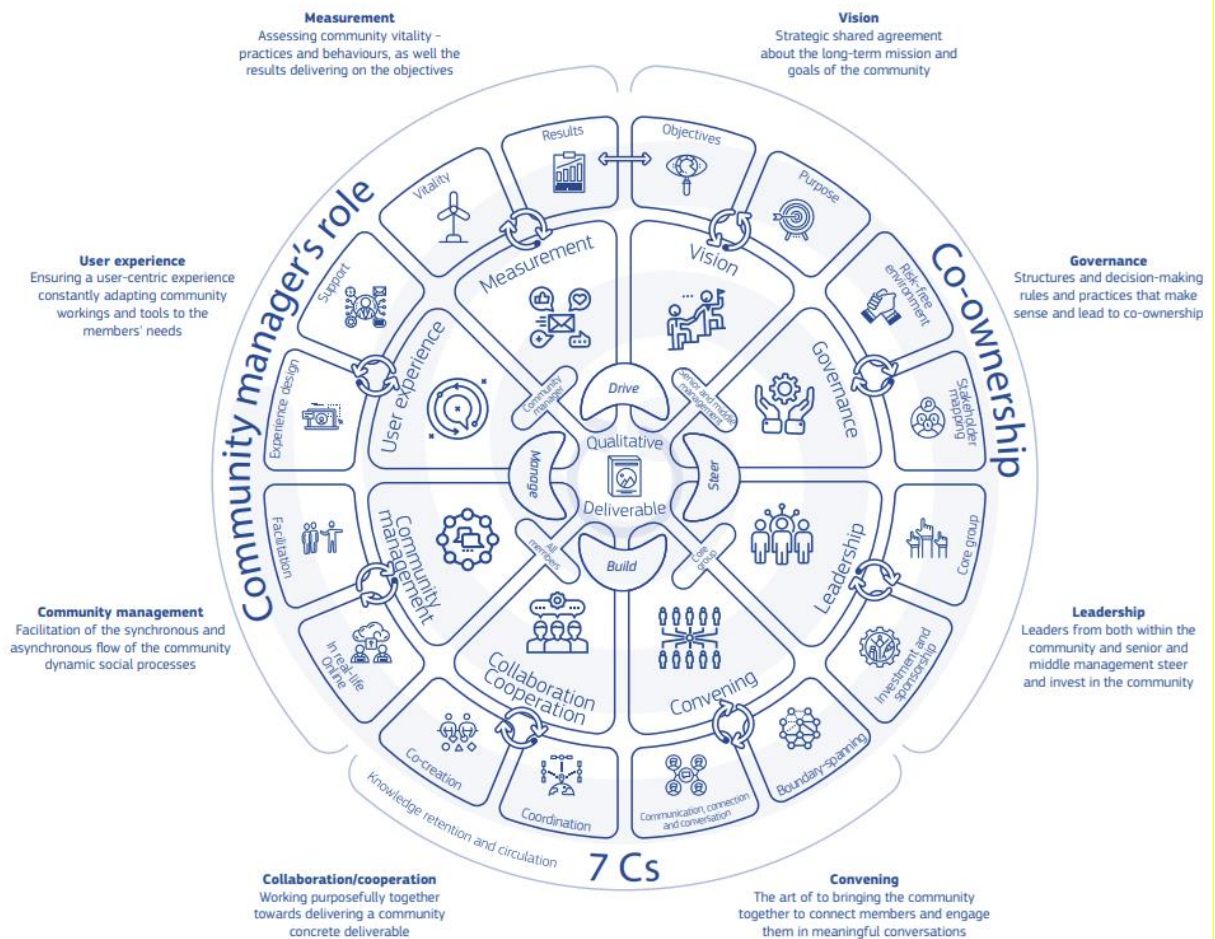 Measurement
Assessing community vitality –
practices and behaviours, as well the
results delivering on the objectives
Vision
Strategic shared agreement
about the long-term mission and
goals of the community
User experience
Ensuring a user-centric experience
constantly adapting community
workings and tools to the
members' needs
Governance
Structures and decision-making
rules and practices that make
sense and lead to co-ownership
Community management
Facilitation of the synchronous and
asynchronous flow of the community
dynamic social processes
Leadership
Leaders from both within the
community and senior and
middle management steer
and invest in the community
Collaboration/cooperation
Working purposefully together
towards delivering a community
concrete deliverable
Convening
The art of to bringing the community
together to connect members and engage
them in meaningful conversations
Community manager's role
Co-ownership
7 Cs
Knowledge retention and circulation
Results
Objectives
Purpose
Risk-free
environment
Stakeholder
mapping
Core group
Investment and
sponsorship
Boundary-spanning
Communication, connection
and conversation
Coordination
Co-creation
In real-life
Online
Facilitation
Experience design
Support
Vitality
Measurement
Vision
Governance
Leadership
Convening
Collaboration
Cooperation
Community
management
User experience
Community
manager
Senior and middle
management
Core
group
All
members
Drive
Steer
Build
Manage
Qualitative
Deliverable